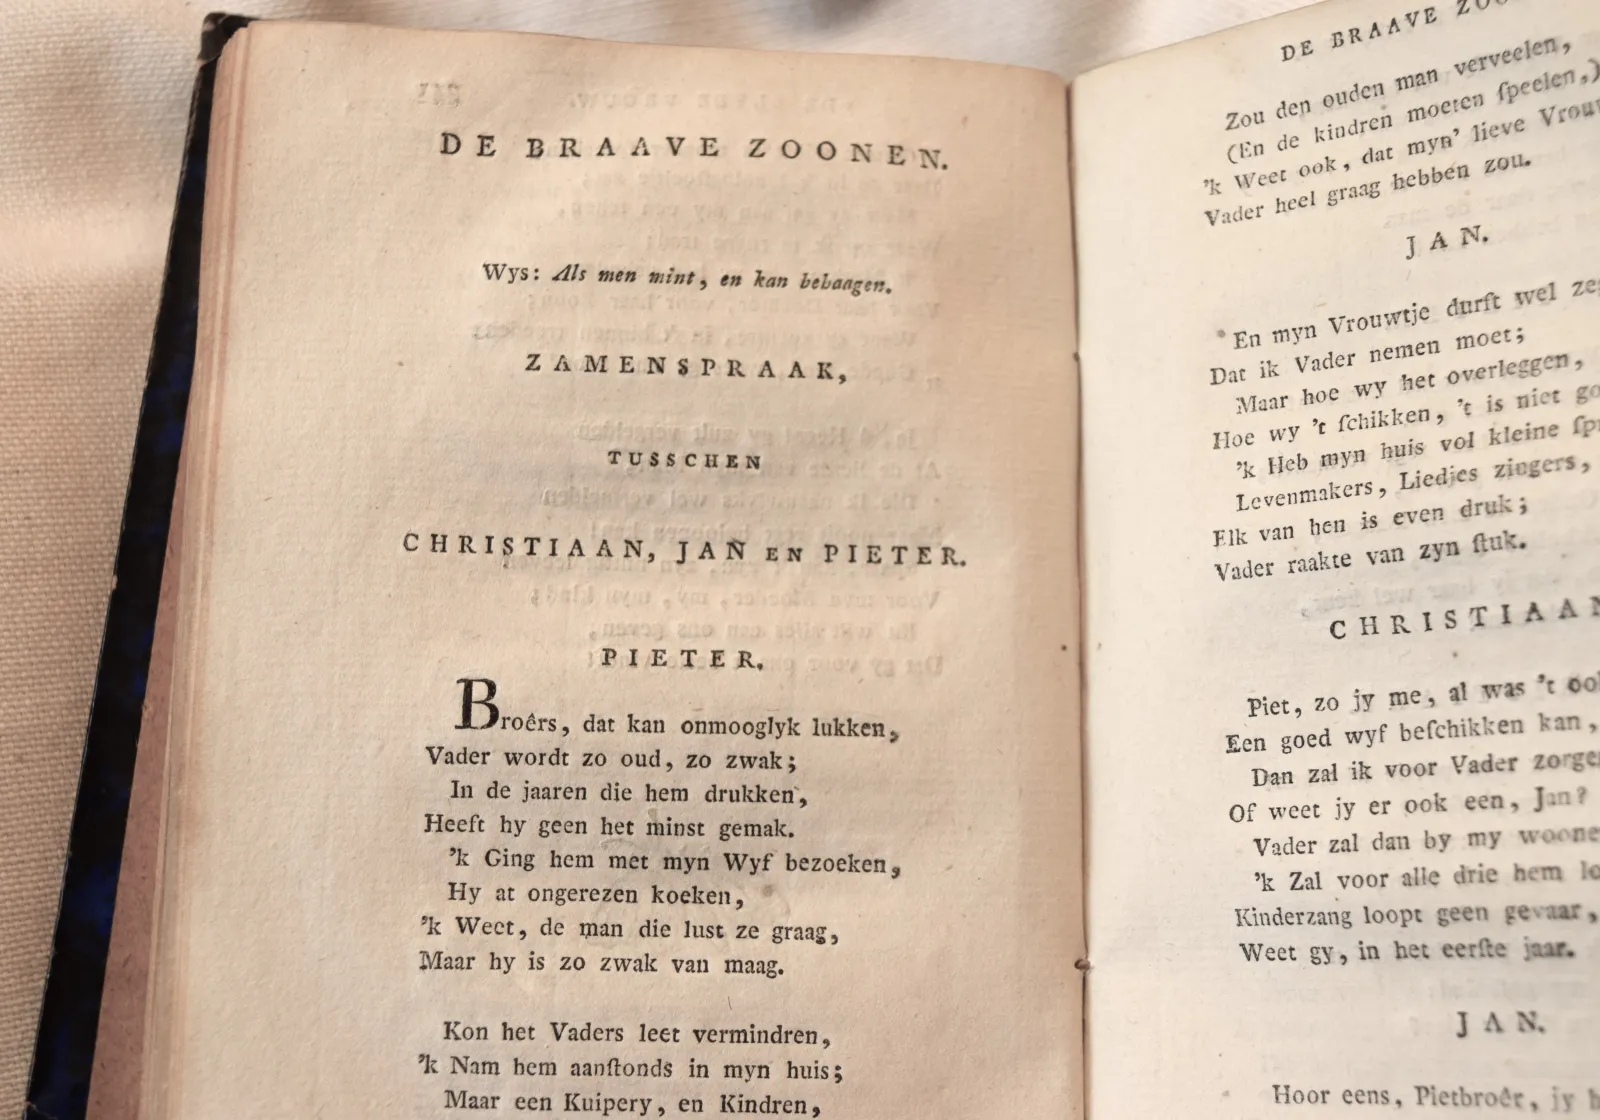 DE BRAAVE ZOONEN.
Wys: Als men mint, en kan behaagen.
ZAMENSPRAAK,
TUSSCHEN
CHRISTIAAN, JAN EN PIETER.
PIETER.
Broêrs, dat kan onmooglyk lukken,
Vader wordt zo oud, zo zwak;
In de jaaren die hem drukken,
Heeft hy geen het minst gemak.
'k Ging hem met myn Wyf bezoeken,
Hy at ongerezen koeken,
'k Weet, de man die lust ze graag,
Maar hy is zo zwak van maag.
Kon het Vaders leet vermindren,
'k Nam hem aanſtonds in myn huis;
Maar een Kuipery, en Kindren,
DE BRAAVE
Zou den ouden man verveelen,
(En de kindren moeten ſpeelen,)
'k Weet ook, dat myn' lieve Vrouw
Vader heel graag hebben zou.
JAN.
En myn Vrouwtje durft wel
Dat ik Vader nemen moet;
Maar hoe wy het overleggen,
Hoe wy 't ſchikken, 't is niet
'k Heb myn huis vol kleine
Levenmakers, Liedjes zingers,
Elk van hen is even druk;
Vader raakte van zyn ſtuk.
CHRISTIAAN
Piet, zo jy me, al was 't
Een goed wyf beſchikken kan,
Dan zal ik voor Vader
Of weet jy er ook een, Jan?
Vader zal dan by my
'k Zal voor alle drie hem
Kinderzang loopt geen gevaar,
Weet gy, in het eerſte jaar.
JAN.
Hoor eens, Pietbroêr, jy